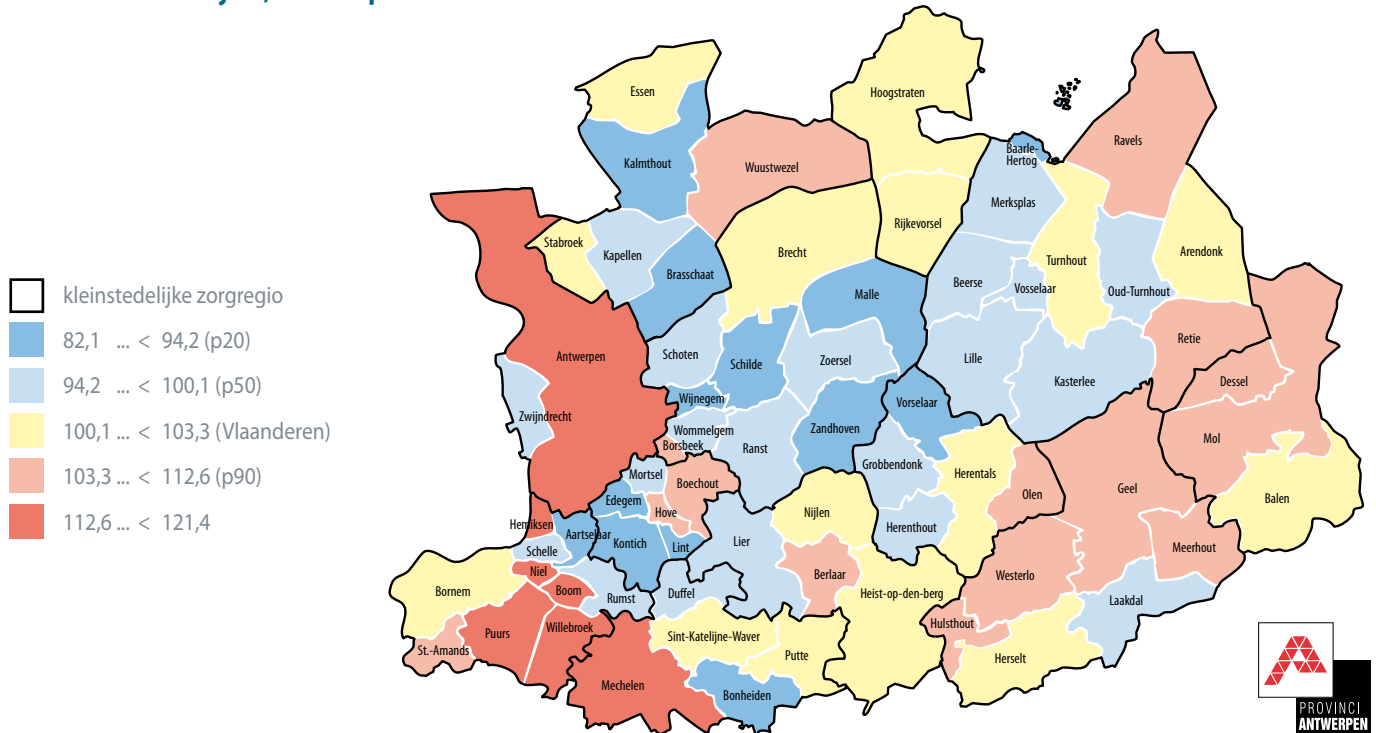 Essen
Hoogstraten
Ravels
Kalmthout
Wuustwezel
Baarle-
Hertog
Merksplas
Rijkevorsel
Stabroek
Kapellen
Brecht
Turnhout
Arendonk
Brasschaat
Beerse
Vosselaar
Oud-Turnhout
Malle
kleinstedelijke zorgregio
82,1 ... < 94,2 (p20)
94,2 ... < 100,1 (p50)
100,1 ... < 103,3 (Vlaanderen)
103,3 ... < 112,6 (p90)
112,6 ... < 121,4
Antwerpen
Schoten
Schilde
Zoersel
Lille
Kasterlee
Retie
Dessel
Wijnegem
Vorselaar
Zwijndrecht
Wommelgem
Zandhoven
Borsbeek
Ranst
Mol
Grobbendonk
Herentals
Mortsel
Boechout
Olen
Geel
Balen
Edegem
Hove
Nijlen
Hemiksen
Aartselaar
Kontich
Lint
Lier
Herenthout
Meerhout
Schelle
Niel
Berlaar
Westerlo
Bornem
Boom
Rumst
Duffel
Heist-op-den-berg
Laakdal
Puurs
Willebroek
Sint-Katelijne-Waver
Hulsthout
St.-Amands
Putte
Herselt
Mechelen
Bonheiden
PROVINCI
ANTWERPEN